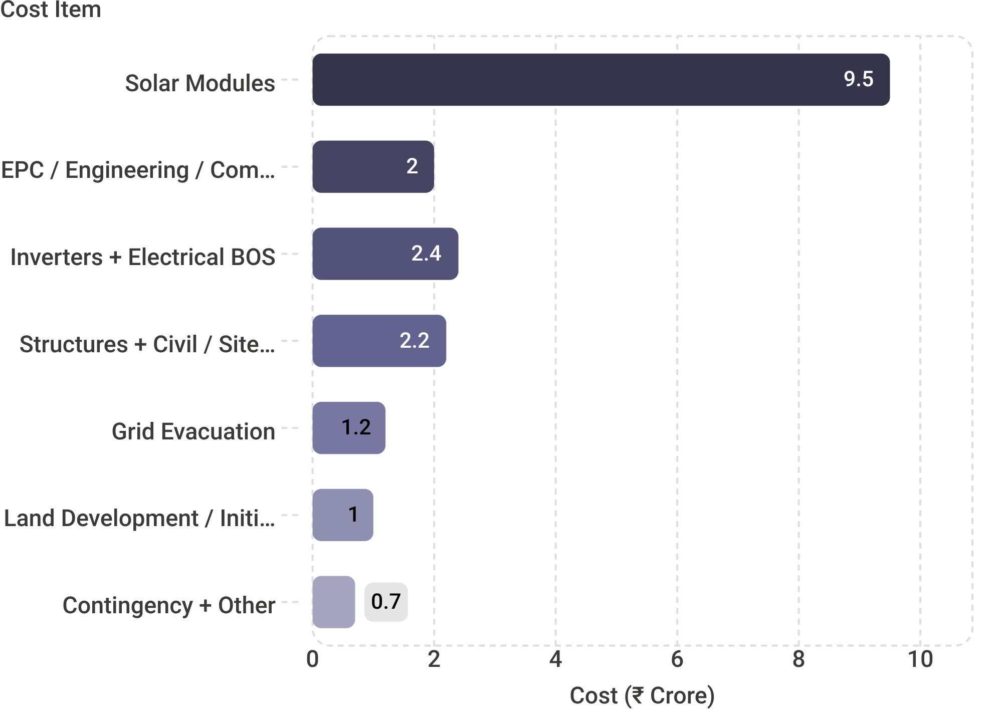 Cost Item
Solar Modules
9.5
EPC / Engineering / Com…
2
Inverters + Electrical BOS
2.4
Structures + Civil / Site…
2.2
Grid Evacuation
1.2
Land Development / Initi…
1
Contingency + Other
0.7
0 2 4 6 8 10
Cost (₹ Crore)